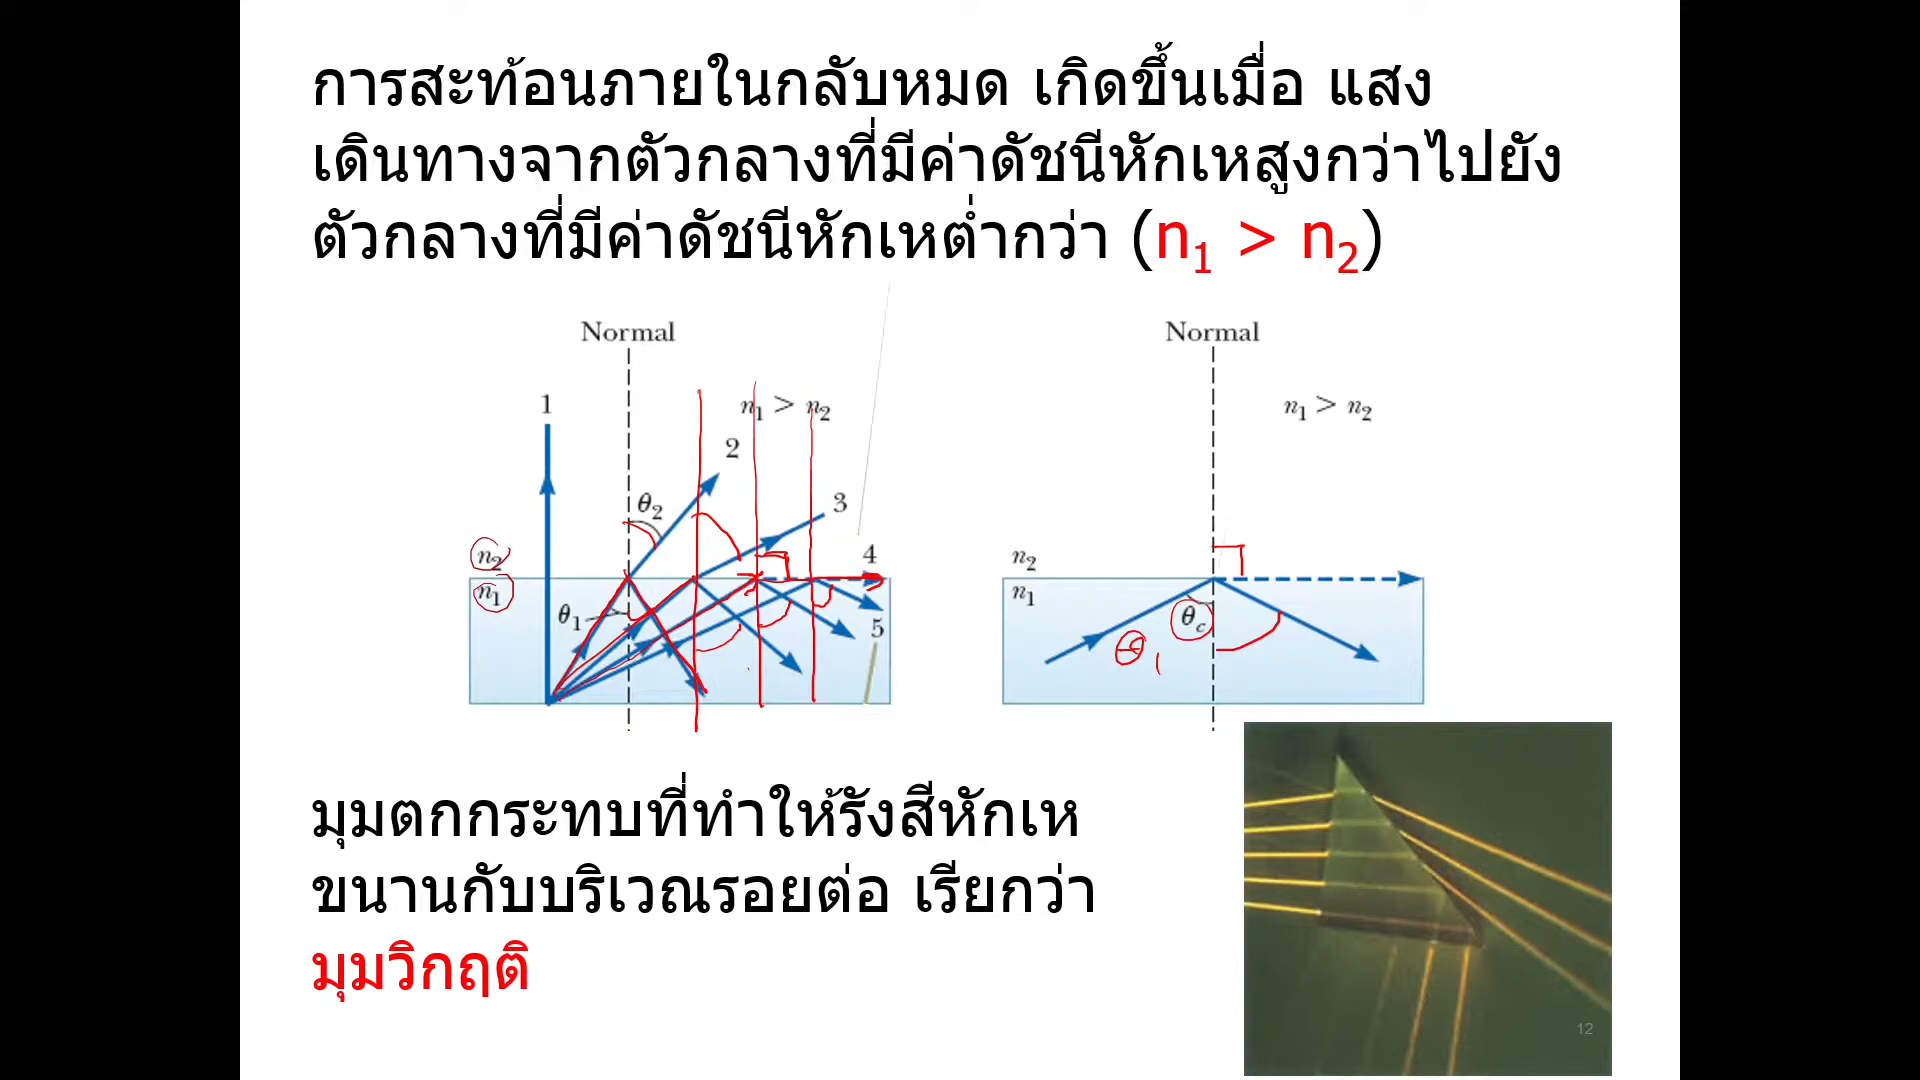 การสะท้อนภายในกลับหมด เกิดขึ้นเมื่อ แสง
เดินทางจากตัวกลางที่มีค่าดัชนีหักเหสูงกว่าไปยัง
ตัวกลางที่มีค่าดัชนีหักเหต่ำกว่า (n₁ > n₂)
Normal
1
n₁ > n₂
2
θ₂
3
4
n₂
n₁
θ₁
5
Normal
n₁ > n₂
n₂
n₁
θc
θ₁
มุมตกกระทบที่ทำให้รังสีหักเห
ขนานกับบริเวณรอยต่อ เรียกว่า
มุมวิกฤติ
12